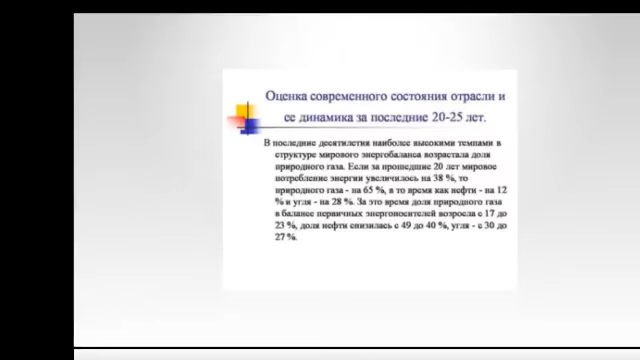 Оценка современного состояния отрасли и
ее динамика за последние 20-25 лет.
В последние десятилетия наиболее высокими темпами в
структуре мирового энергобаланса возрастала доля
природного газа. Если за прошедшие 20 лет мировое
потребление энергии увеличилось на 38 %, то
природного газа - на 65 %, в то время как нефти - на 12
% и угля - на 28 %. За это время доля природного газа
в балансе первичных энергоносителей возросла с 17 до
23 %, доля нефти снизилась с 49 до 40 %, угля - с 30 до
27 %.